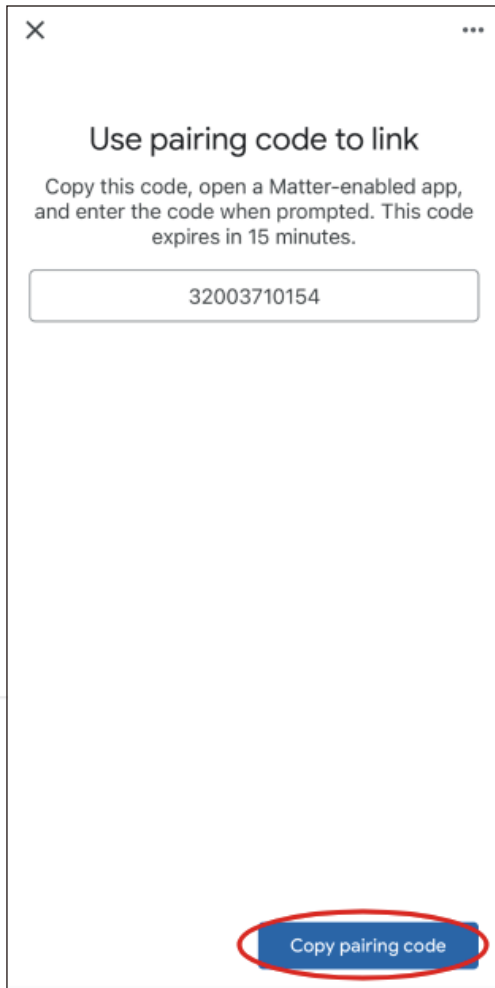 Use pairing code to link
Copy this code, open a Matter-enabled app,
and enter the code when prompted. This code
expires in 15 minutes.
32003710154
Copy pairing code